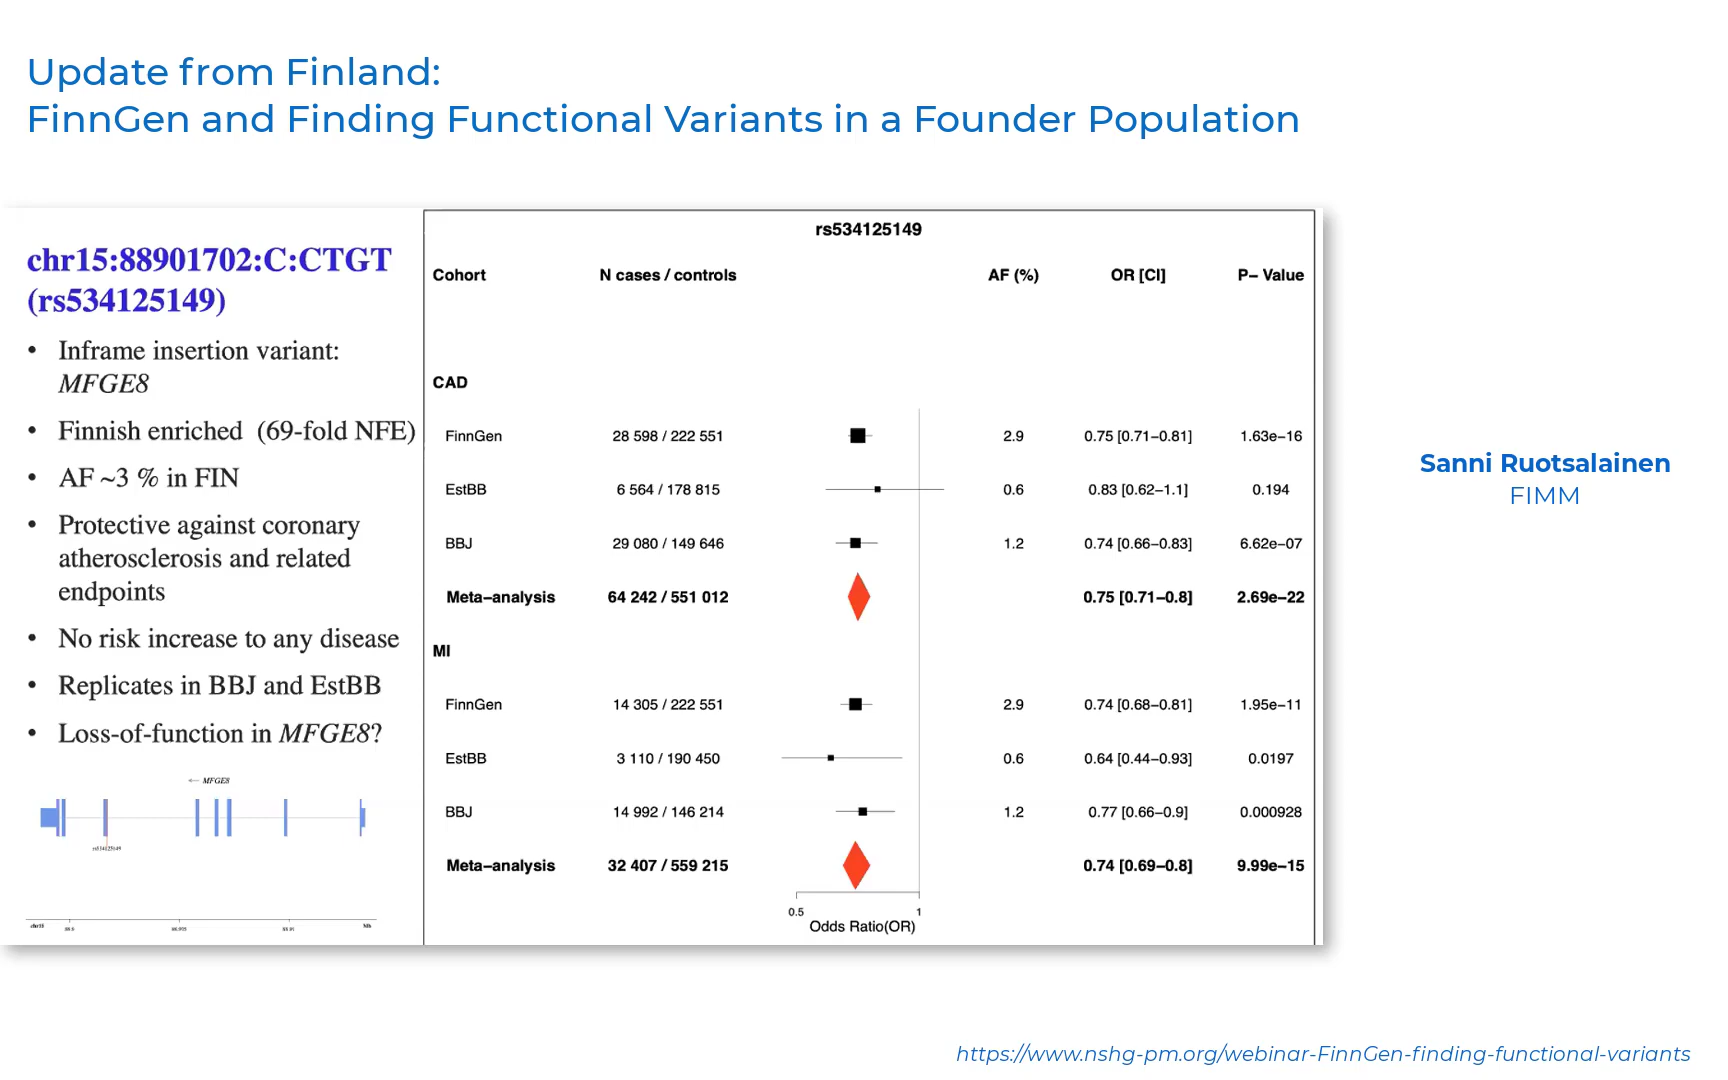 Update from Finland:
FinnGen and Finding Functional Variants in a Founder Population
chr15:88901702:C:CTGT
(rs534125149)
• Inframe insertion variant:
MFGE8
• Finnish enriched (69-fold NFE)
• AF ~3 % in FIN
• Protective against coronary
atherosclerosis and related
endpoints
• No risk increase to any disease
• Replicates in BBJ and EstBB
• Loss-of-function in MFGE8?
← MFGE8
rs534125149
rs534125149
Cohort N cases / controls AF (%) OR [CI] P− Value
CAD
FinnGen 28 598 / 222 551 2.9 0.75 [0.71−0.81] 1.63e−16
EstBB 6 564 / 178 815 0.6 0.83 [0.62−1.1] 0.194
BBJ 29 080 / 149 646 1.2 0.74 [0.66−0.83] 6.62e−07
Meta−analysis 64 242 / 551 012 0.75 [0.71−0.8] 2.69e−22
MI
FinnGen 14 305 / 222 551 2.9 0.74 [0.68−0.81] 1.95e−11
EstBB 3 110 / 190 450 0.6 0.64 [0.44−0.93] 0.0197
BBJ 14 992 / 146 214 1.2 0.77 [0.66−0.9] 0.000928
Meta−analysis 32 407 / 559 215 0.74 [0.69−0.8] 9.99e−15
0.5 1
Odds Ratio(OR)
Sanni Ruotsalainen
FIMM
https://www.nshg-pm.org/webinar-FinnGen-finding-functional-variants